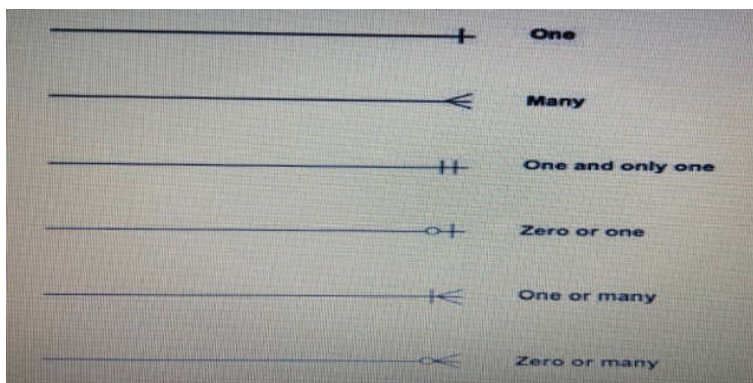 One
Many
One and only one
Zero or one
One or many
Zero or many